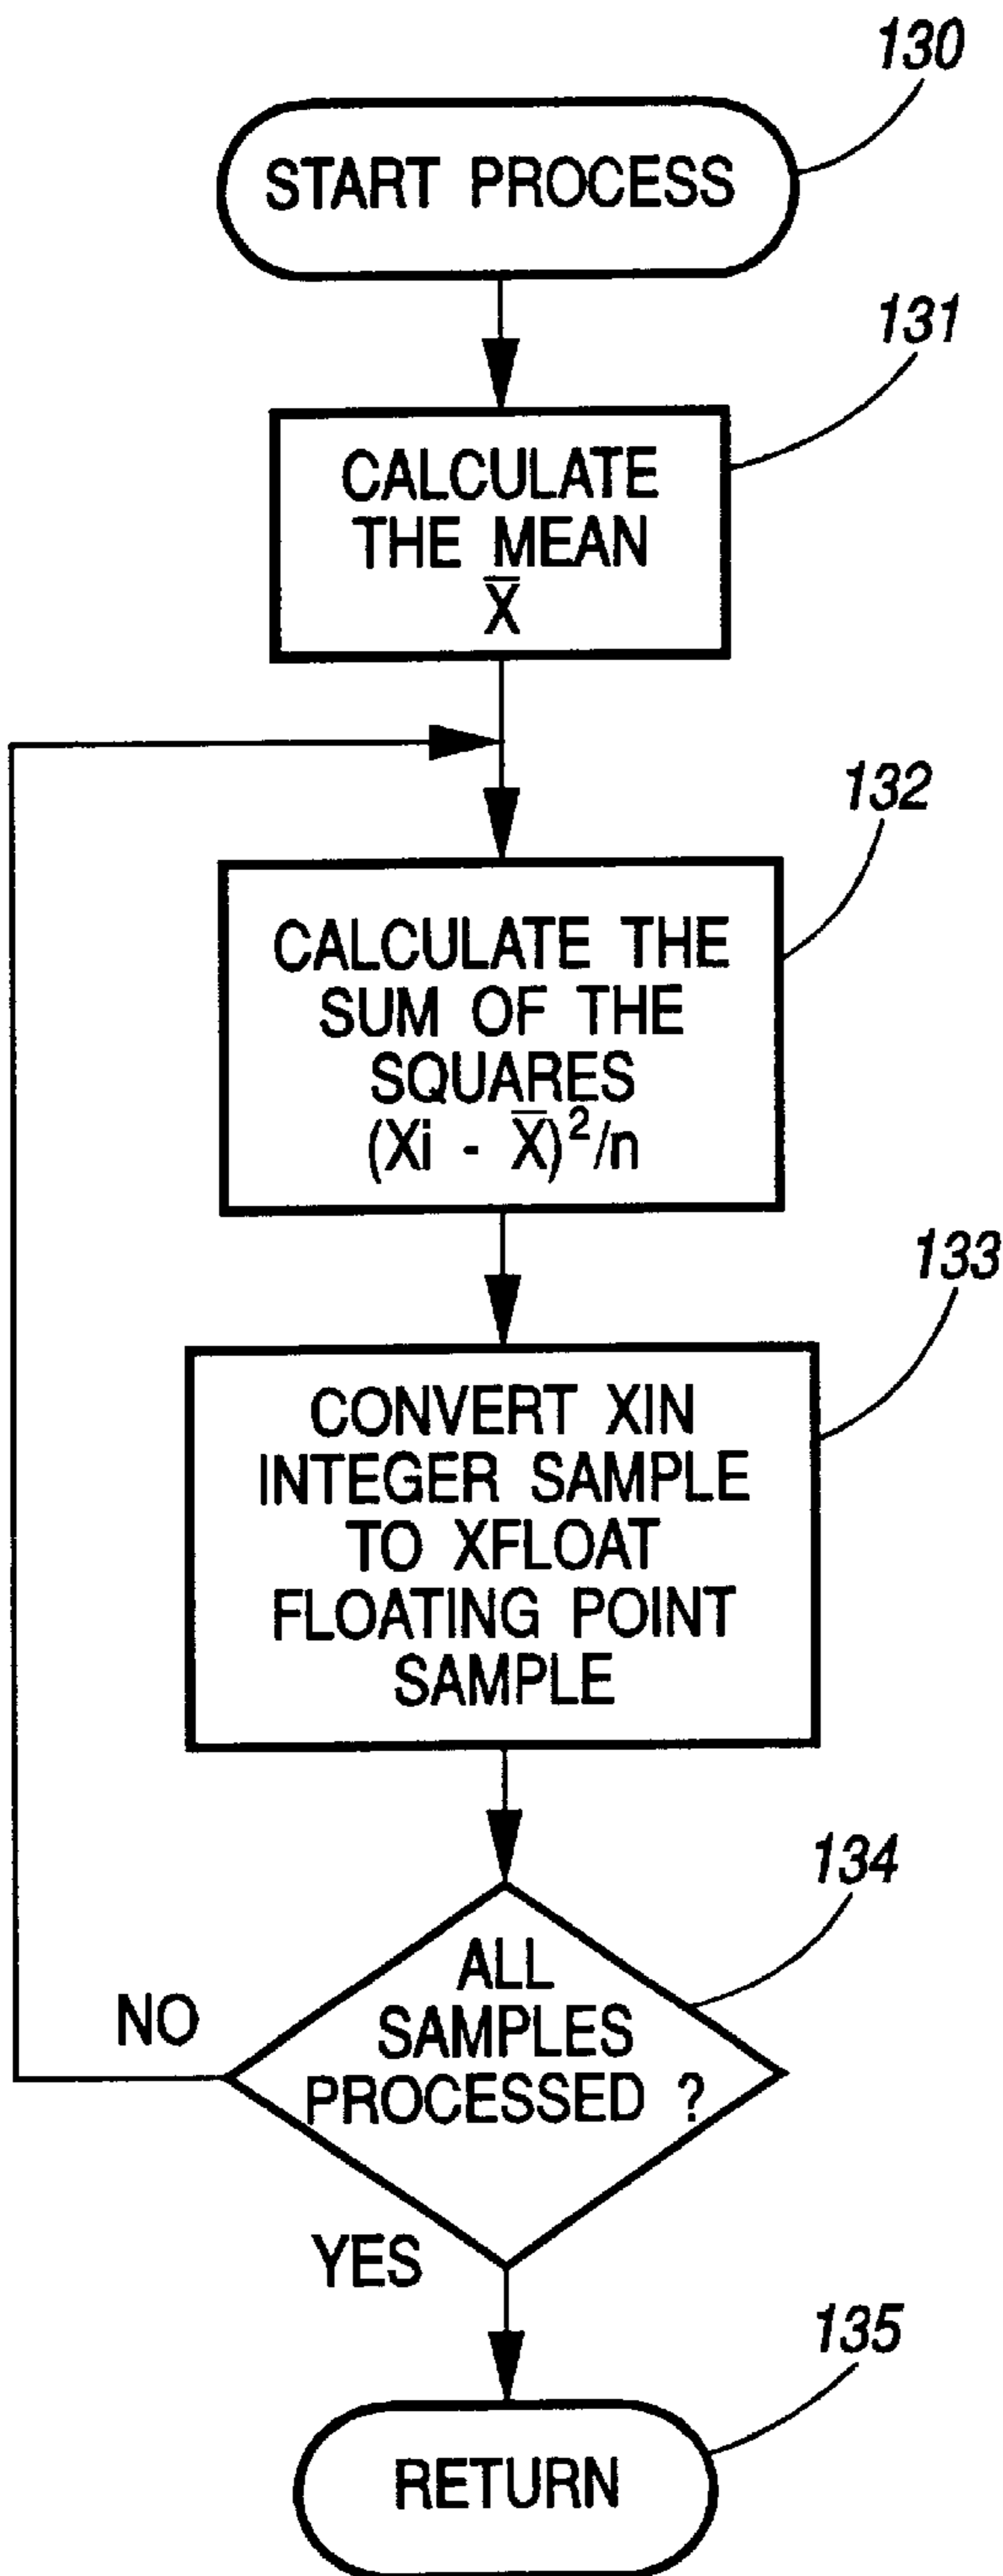 130
START PROCESS
131
CALCULATE
THE MEAN
X̅
132
CALCULATE THE
SUM OF THE
SQUARES
(Xi - X̅)²/n
133
CONVERT XIN
INTEGER SAMPLE
TO XFLOAT
FLOATING POINT
SAMPLE
134
ALL
SAMPLES
PROCESSED ?
NO
YES
135
RETURN